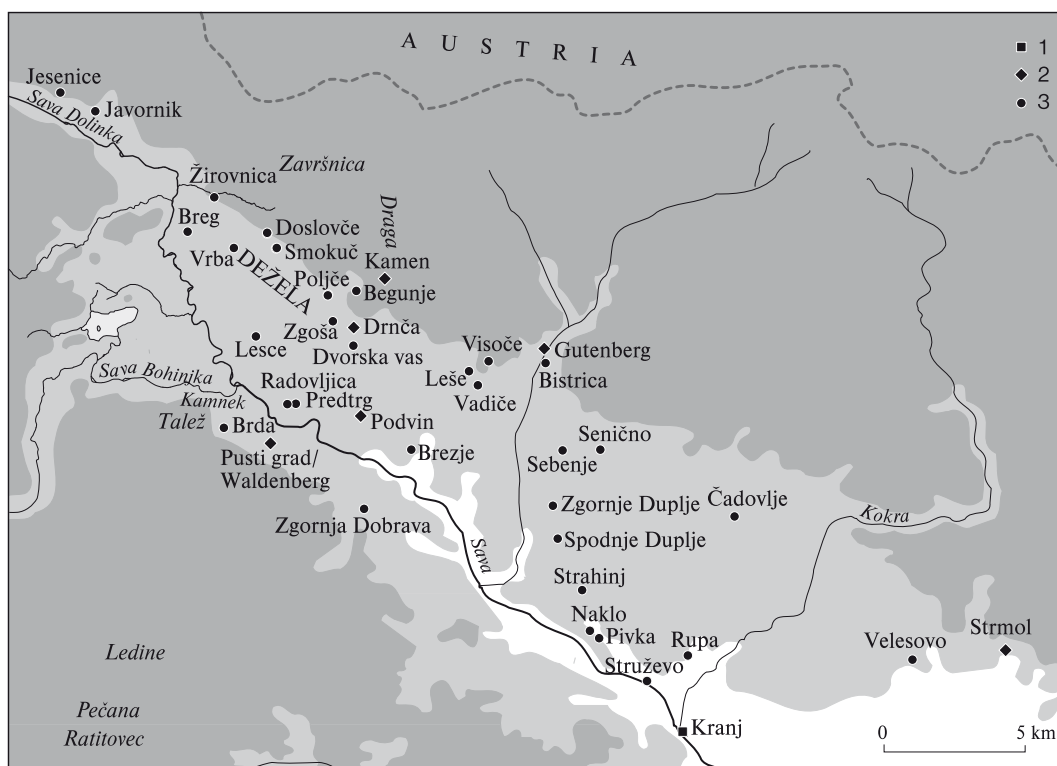 AUSTRIA
1
2
3
Jesenice
Javornik
Sava Dolinka
Žirovnica
Završnica
Breg
Doslovče
Draga
Vrba
Smokuč
DEŽELA
Kamen
Poljče
Begunje
Zgoša
Drnča
Lesce
Dvorska vas
Visoče
Gutenberg
Leše
Bistrica
Vadiče
Sava Bohinjka
Radovljica
Kamnek
Predtrg
Talež
Brda
Podvin
Pusti grad/
Waldenberg
Brezje
Senično
Sebenje
Zgornje Duplje
Čadovlje
Zgornja Dobrava
Kokra
Spodnje Duplje
Sava
Strahinj
Naklo
Pivka
Rupa
Velesovo
Strmol
Ledine
Struževo
Pečana
Ratitovec
Kranj
0
5 km